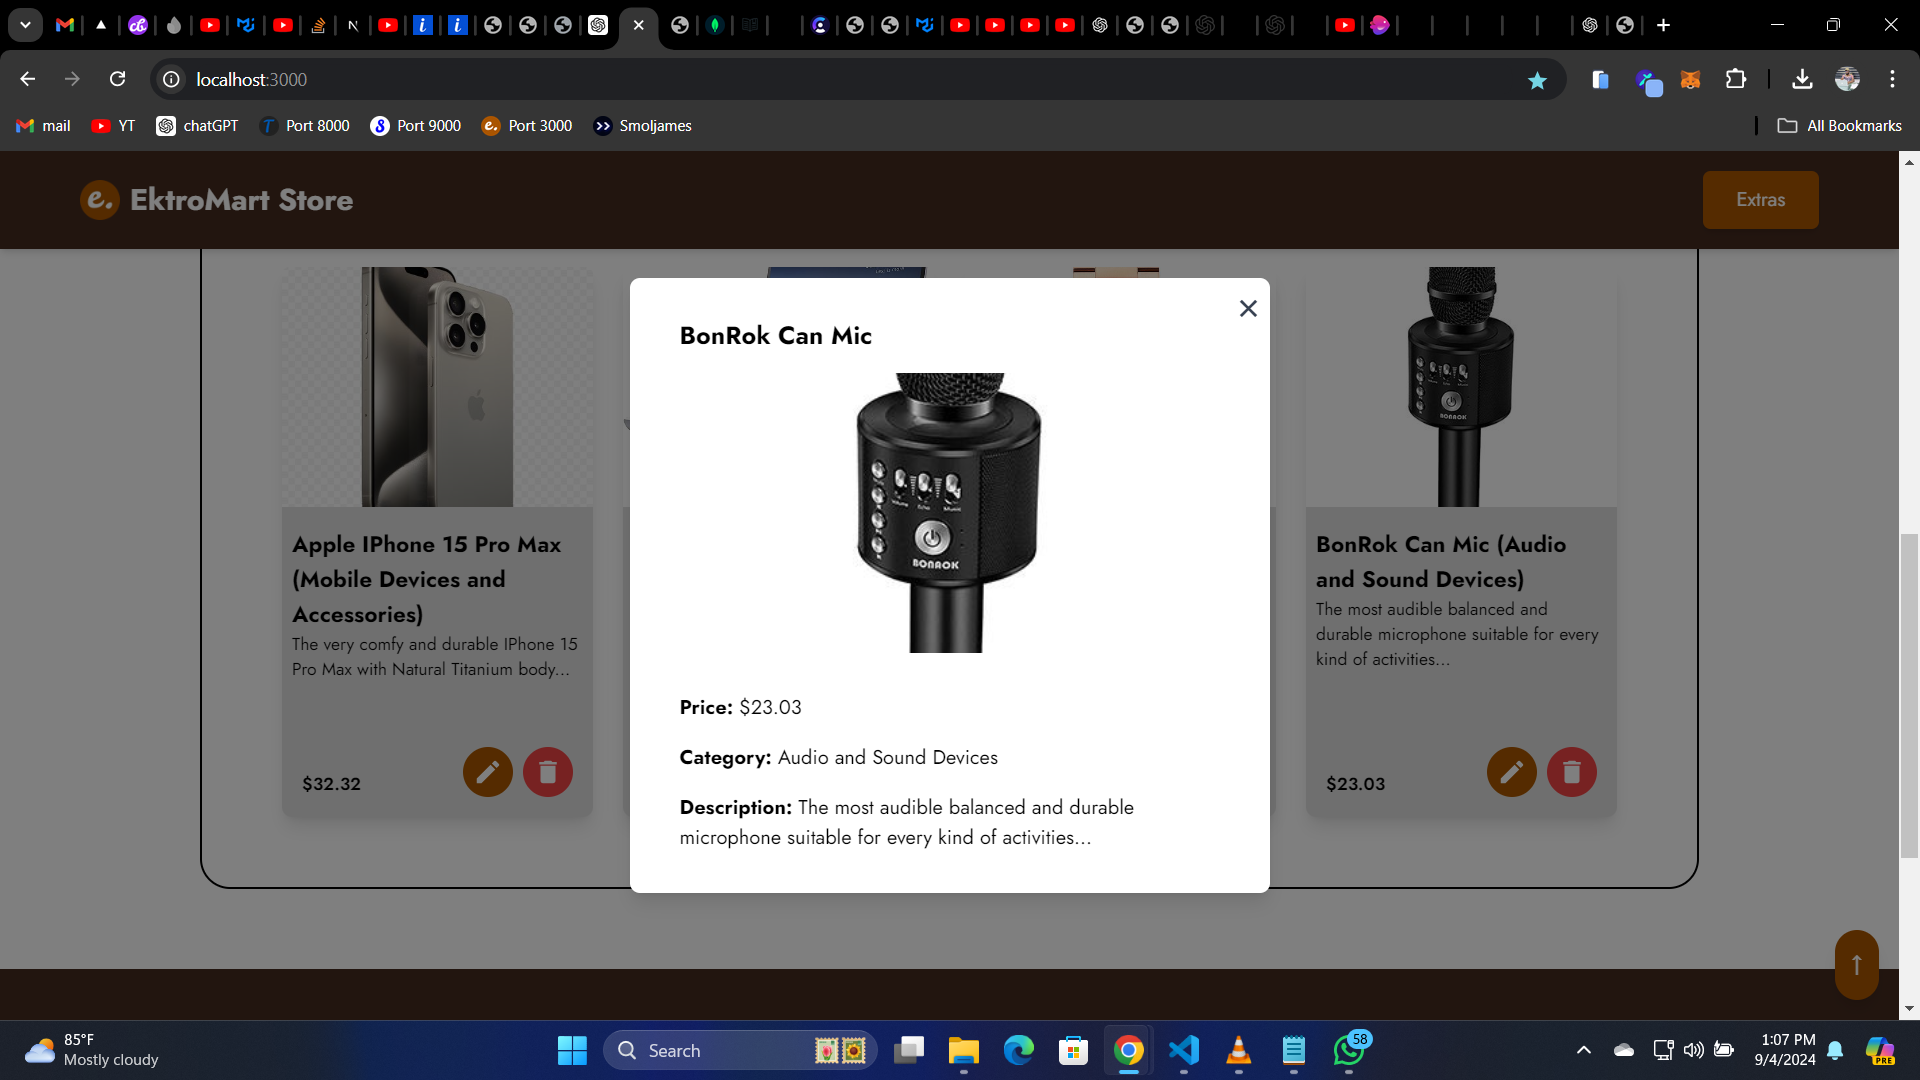 localhost:3000
mail
YT
chatGPT
Port 8000
Port 9000
Port 3000
Smoljames
All Bookmarks
e. EktroMart Store
Extras
BonRok Can Mic
BONAOK
Price: $23.03
Category: Audio and Sound Devices
Description: The most audible balanced and durable
microphone suitable for every kind of activities...
Apple IPhone 15 Pro Max
(Mobile Devices and
Accessories)
The very comfy and durable IPhone 15
Pro Max with Natural Titanium body...
$32.32
BONAOK
BonRok Can Mic (Audio
and Sound Devices)
The most audible balanced and
durable microphone suitable for every
kind of activities...
$23.03
85°F
Mostly cloudy
Search
58
1:07 PM
9/4/2024
PRE